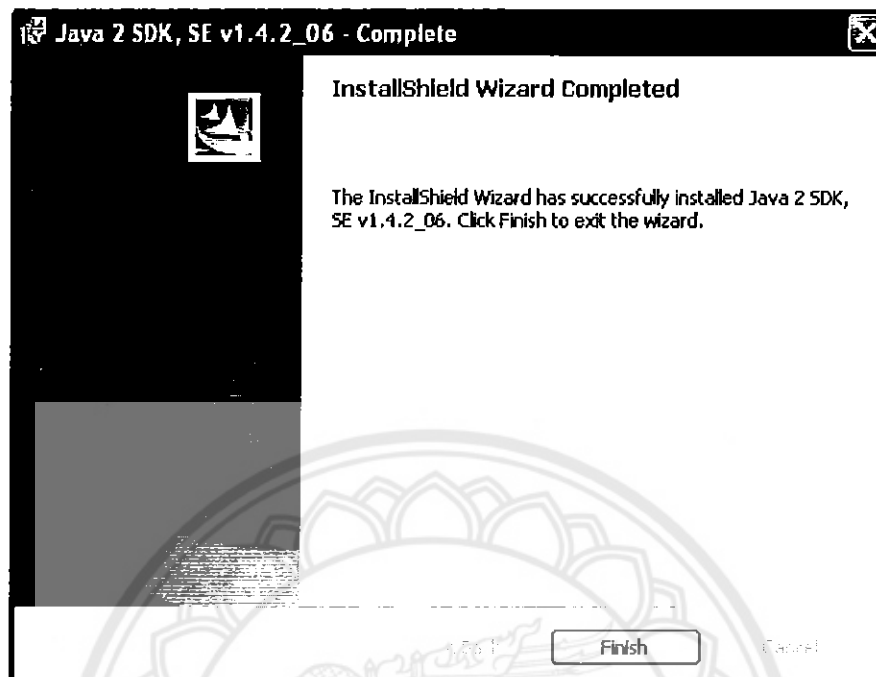 Java 2 SDK, SE v1.4.2_06 - Complete
InstallShield Wizard Completed
The InstallShield Wizard has successfully installed Java 2 SDK,
SE v1.4.2_06. Click Finish to exit the wizard.
Finish
Cancel